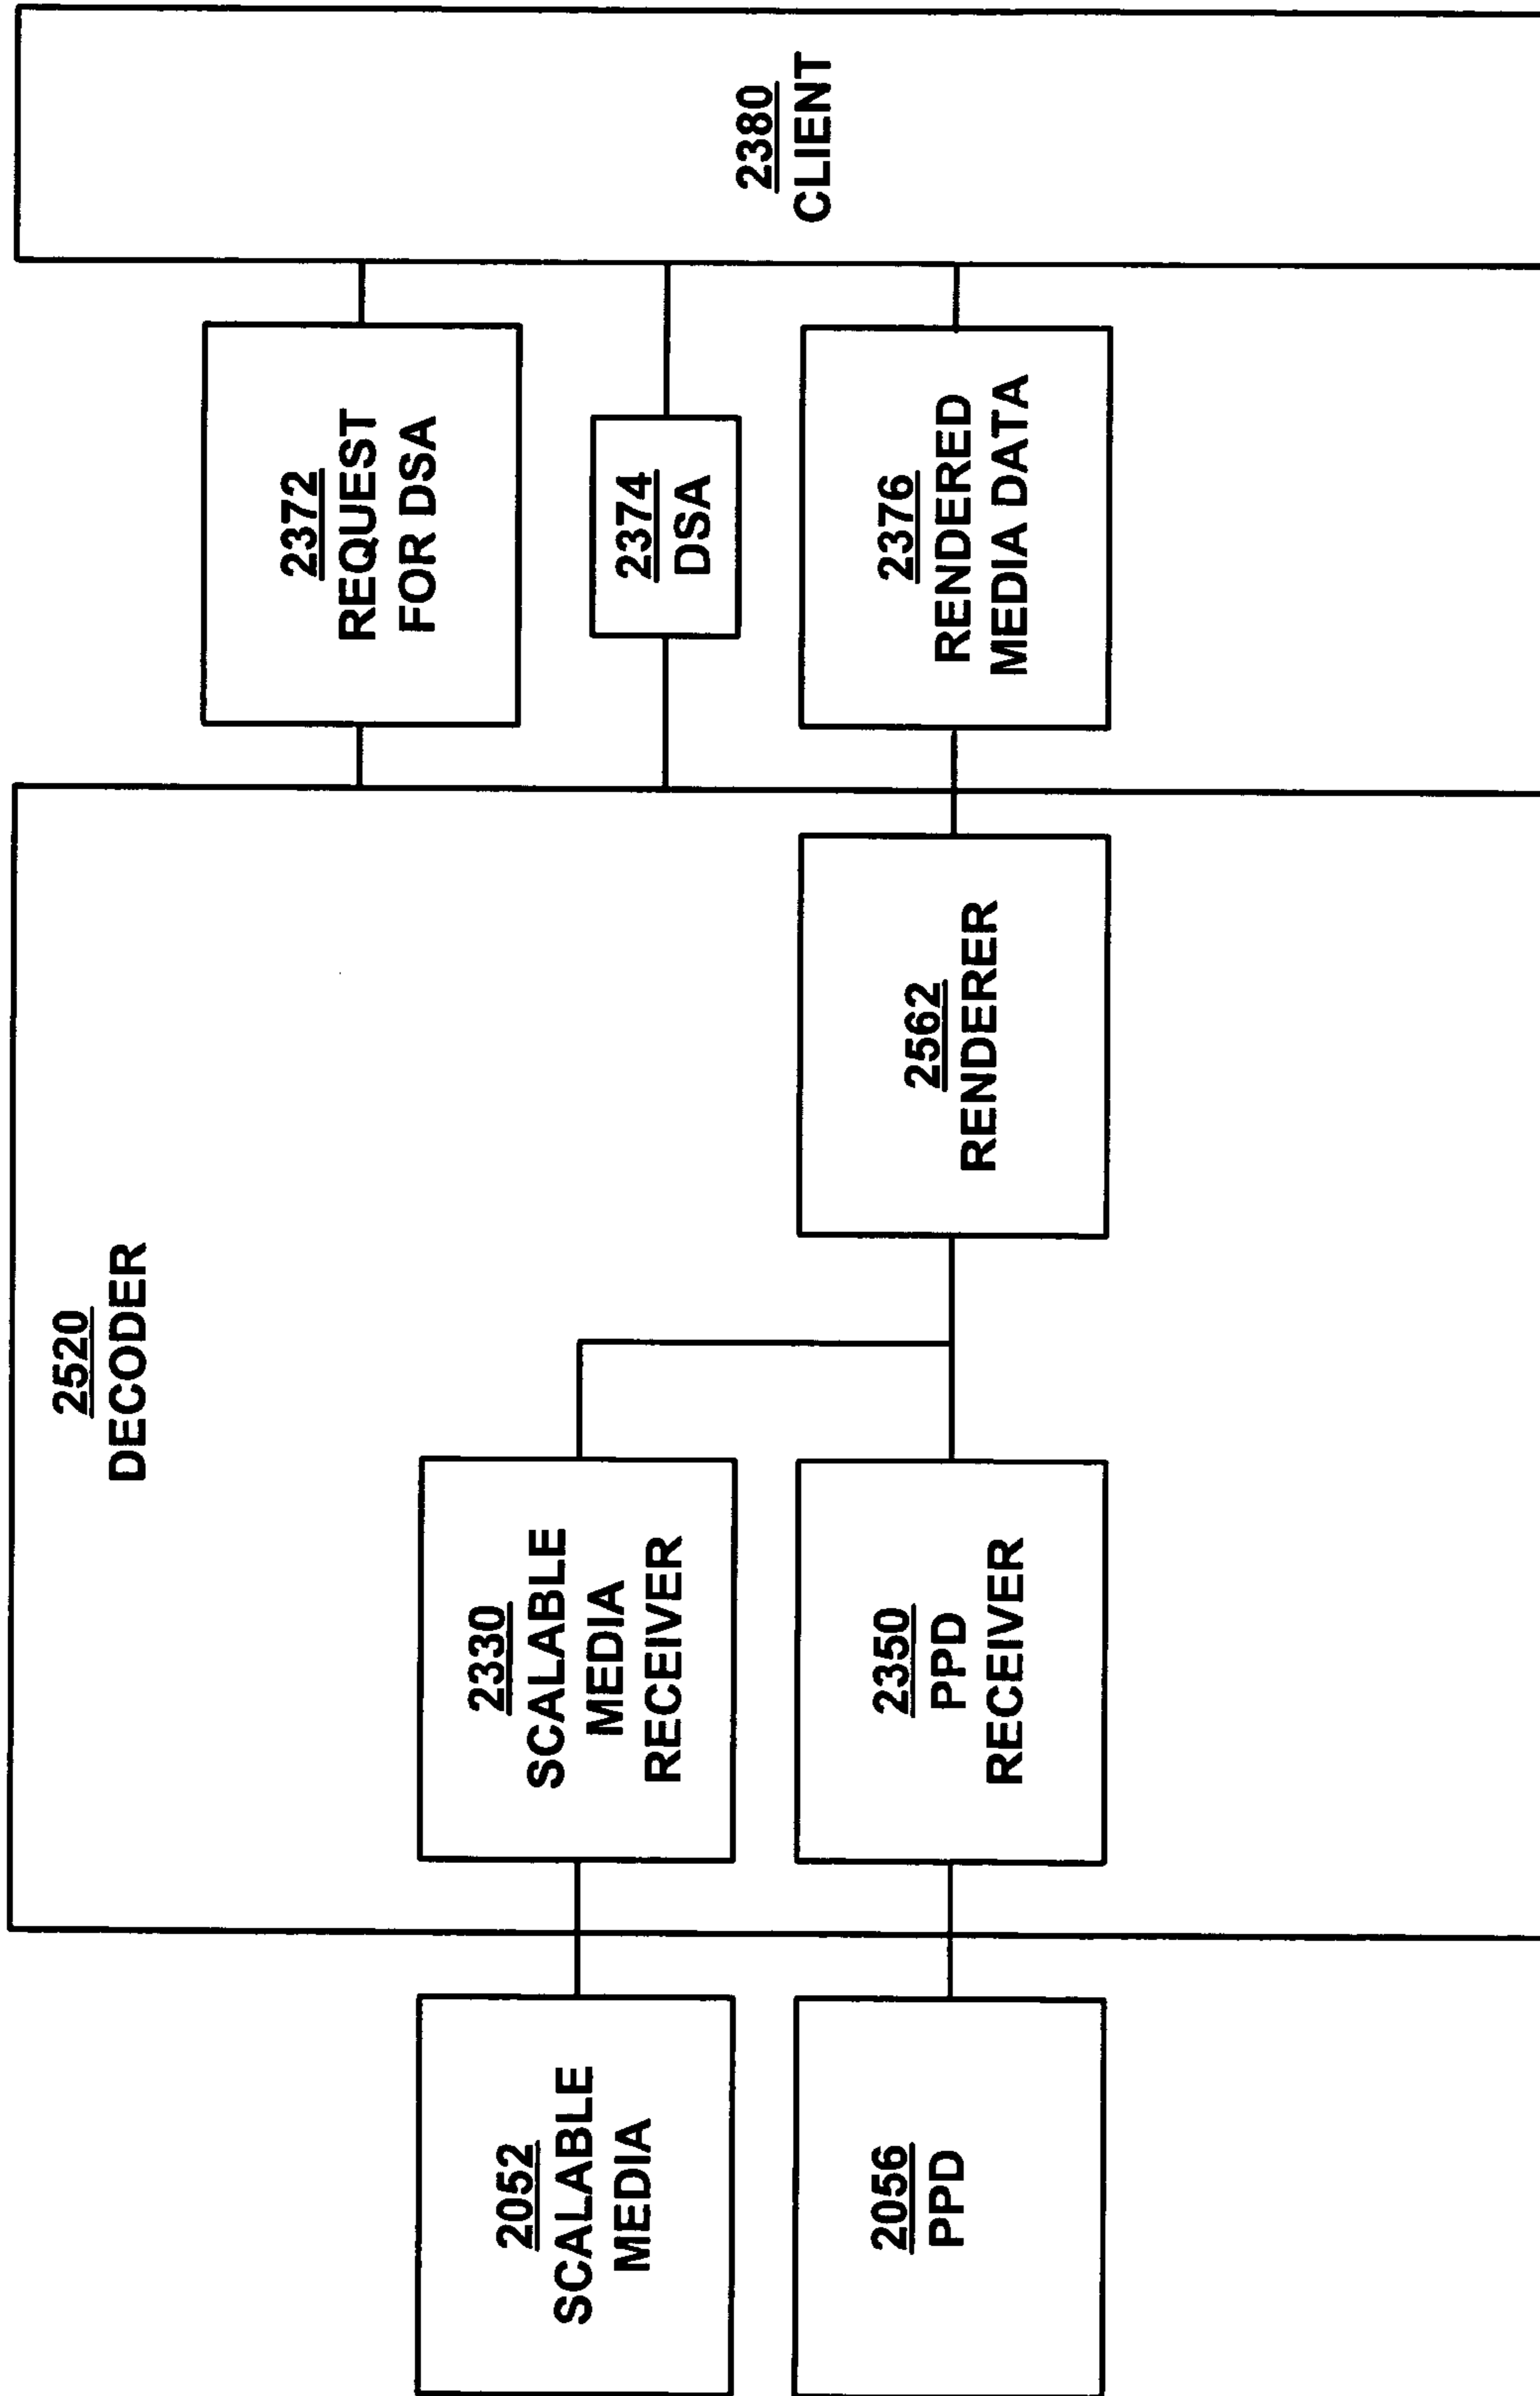 2520
DECODER
2052
SCALABLE
MEDIA
2330
SCALABLE
MEDIA
RECEIVER
2056
PPD
2350
PPD
RECEIVER
2562
RENDERER
2372
REQUEST
FOR DSA
2374
DSA
2376
RENDERED
MEDIA DATA
2380
CLIENT